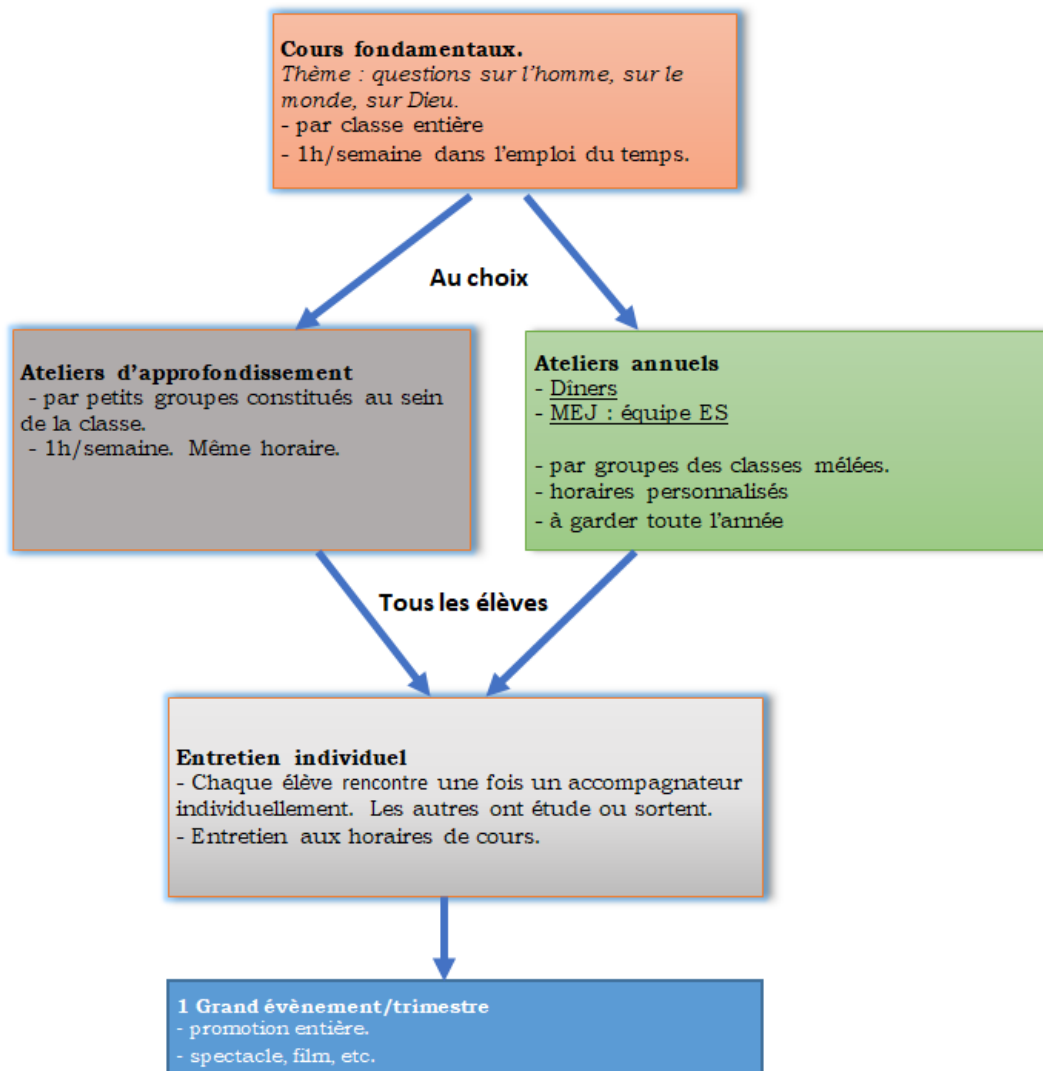 Cours fondamentaux.
Thème : questions sur l'homme, sur le
monde, sur Dieu.
- par classe entière
- 1h/semaine dans l'emploi du temps.
Au choix
Ateliers d'approfondissement
- par petits groupes constitués au sein
de la classe.
- 1h/semaine. Même horaire.
Ateliers annuels
- Dîners
- MEJ : équipe ES
- par groupes des classes mêlées.
- horaires personnalisés
- à garder toute l'année
Tous les élèves
Entretien individuel
- Chaque élève rencontre une fois un accompagnateur
individuellement. Les autres ont étude ou sortent.
- Entretien aux horaires de cours.
1 Grand évènement/trimestre
- promotion entière.
- spectacle, film, etc.